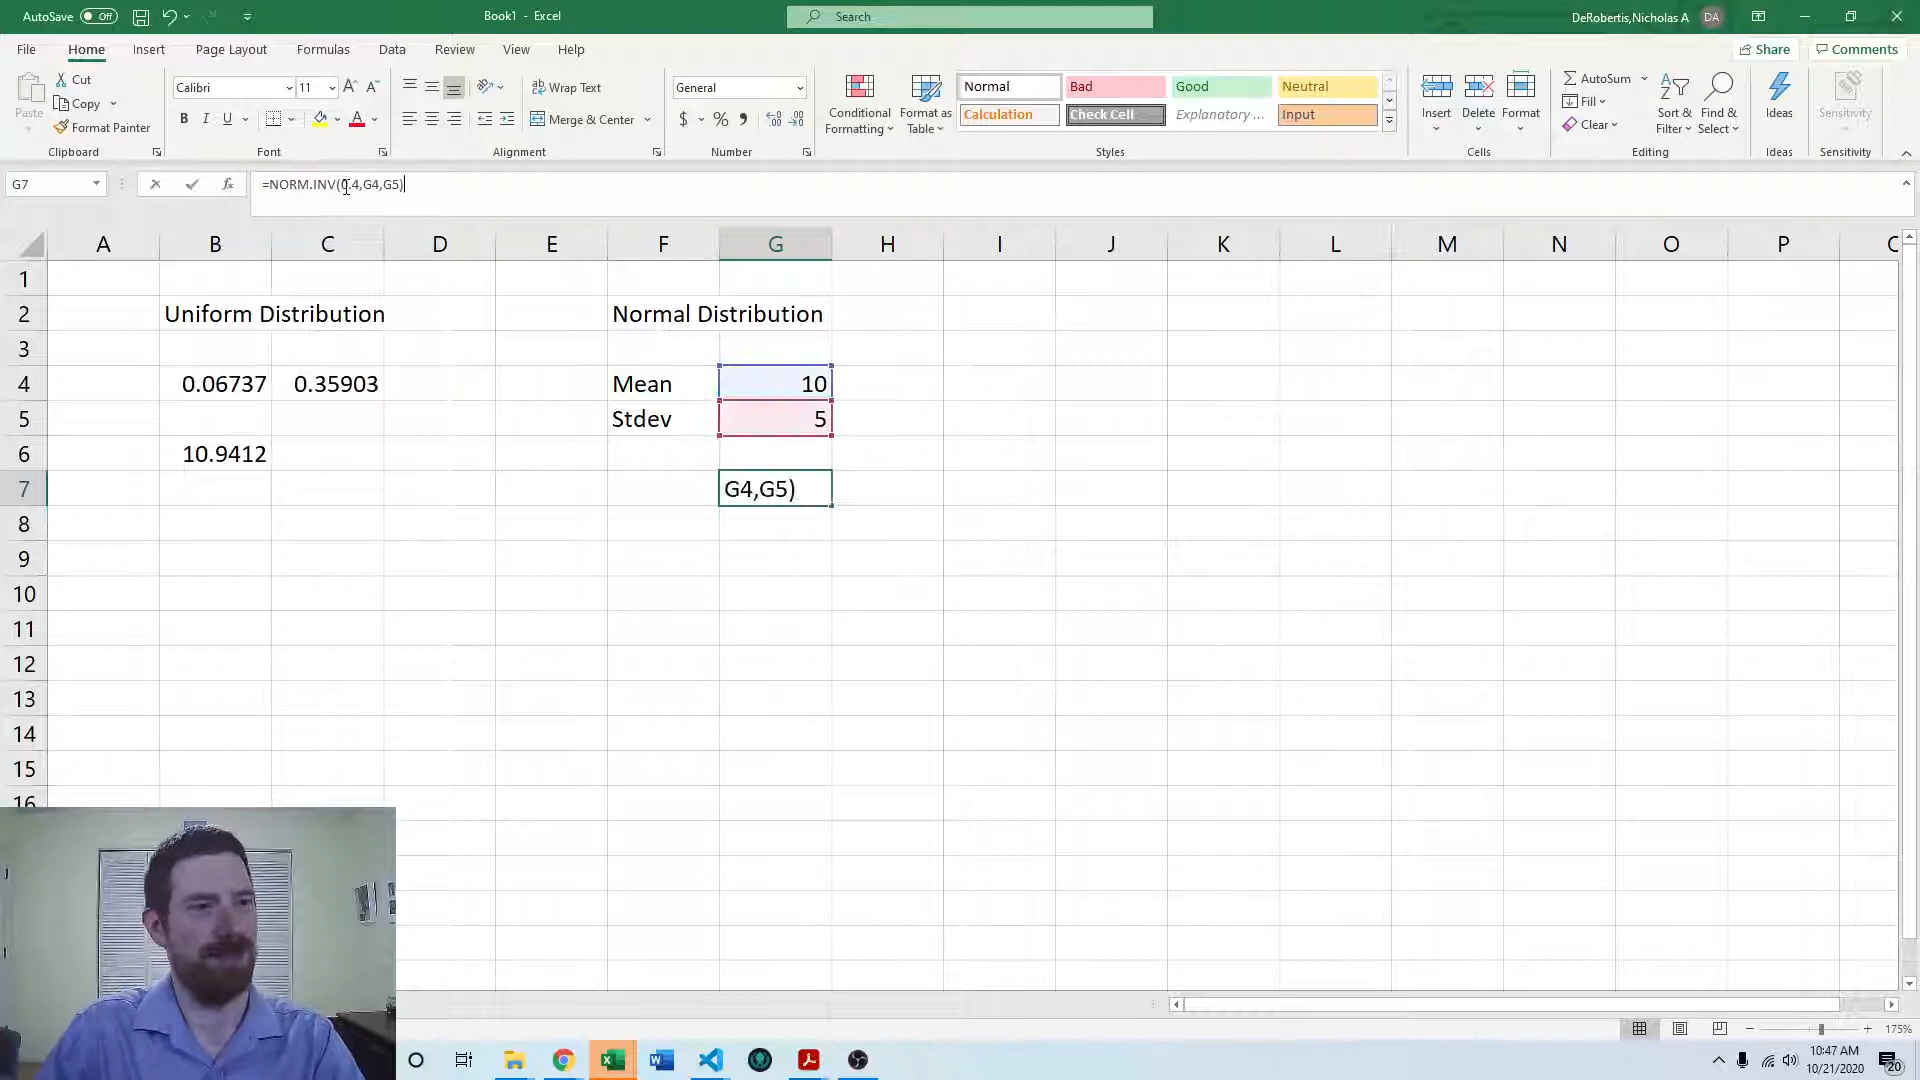 AutoSave Off
Book1 - Excel
Search
DeRobertis,Nicholas A DA
File Home Insert Page Layout Formulas Data Review View Help
Share Comments
Paste
Cut
Copy
Format Painter
Clipboard
Calibri 11
B I U
Font
Wrap Text
Merge & Center
Alignment
General
$ %
Number
Conditional Formatting
Format as Table
Normal Bad Good Neutral
Calculation Check Cell Explanatory ... Input
Styles
Insert Delete Format
Cells
AutoSum
Fill
Clear
Sort & Filter
Find & Select
Editing
Ideas
Ideas
Sensitivity
Sensitivity
G7
fx
=NORM.INV(0.4,G4,G5)
A B C D E F G H I J K L M N O P
1
2 Uniform Distribution Normal Distribution
3
4 0.06737 0.35903 Mean 10
5 Stdev 5
6 10.9412
7 G4,G5)
8
9
10
11
12
13
14
15
16
175%
10:47 AM
10/21/2020
20